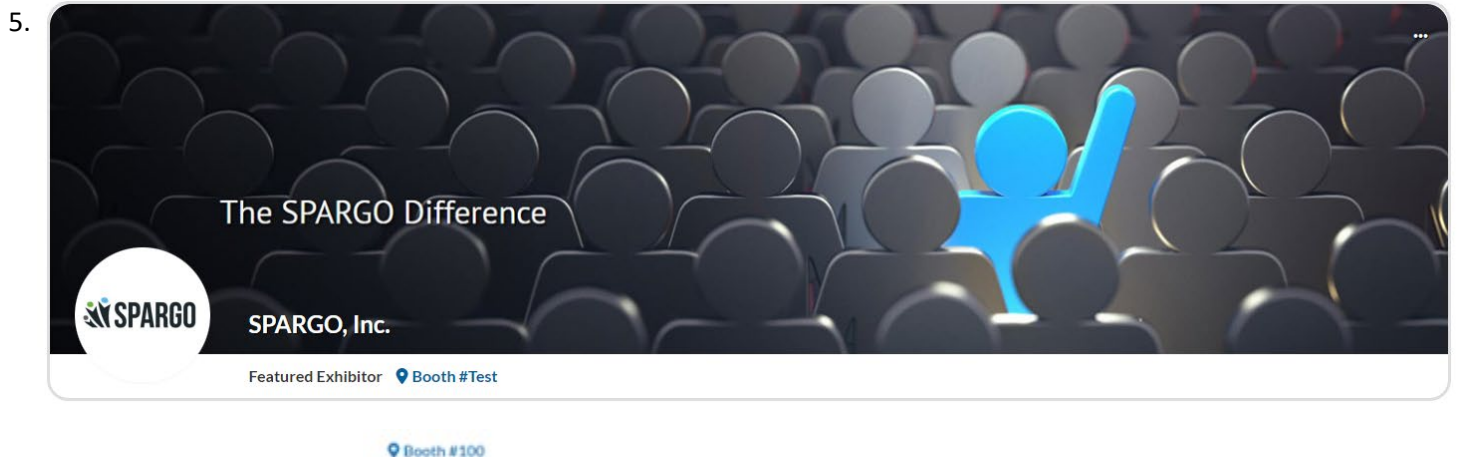 5.
The SPARGO Difference
SPARGO
SPARGO, Inc.
Featured Exhibitor Booth #Test
Booth #100